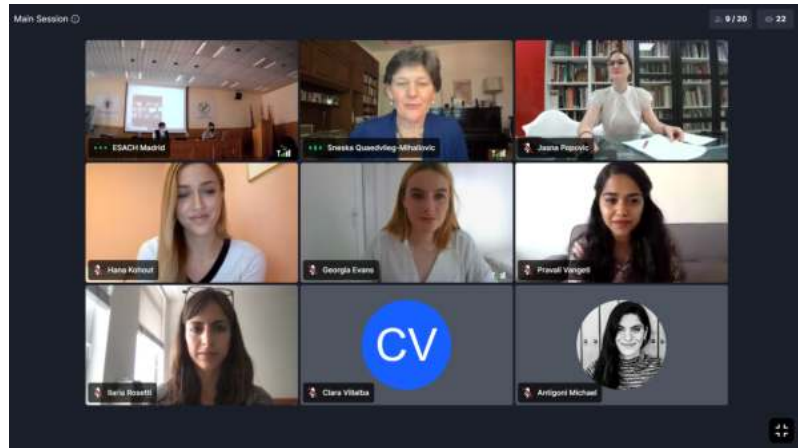 Main Session
9 / 20
22
ESACH Madrid
Sneska Quaedvlieg-Mihailovic
Jasna Popovic
Hana Kohout
Georgia Evans
Pravali Vangeti
Ilaria Rosetti
CV
Clara Villalba
Antigoni Michael